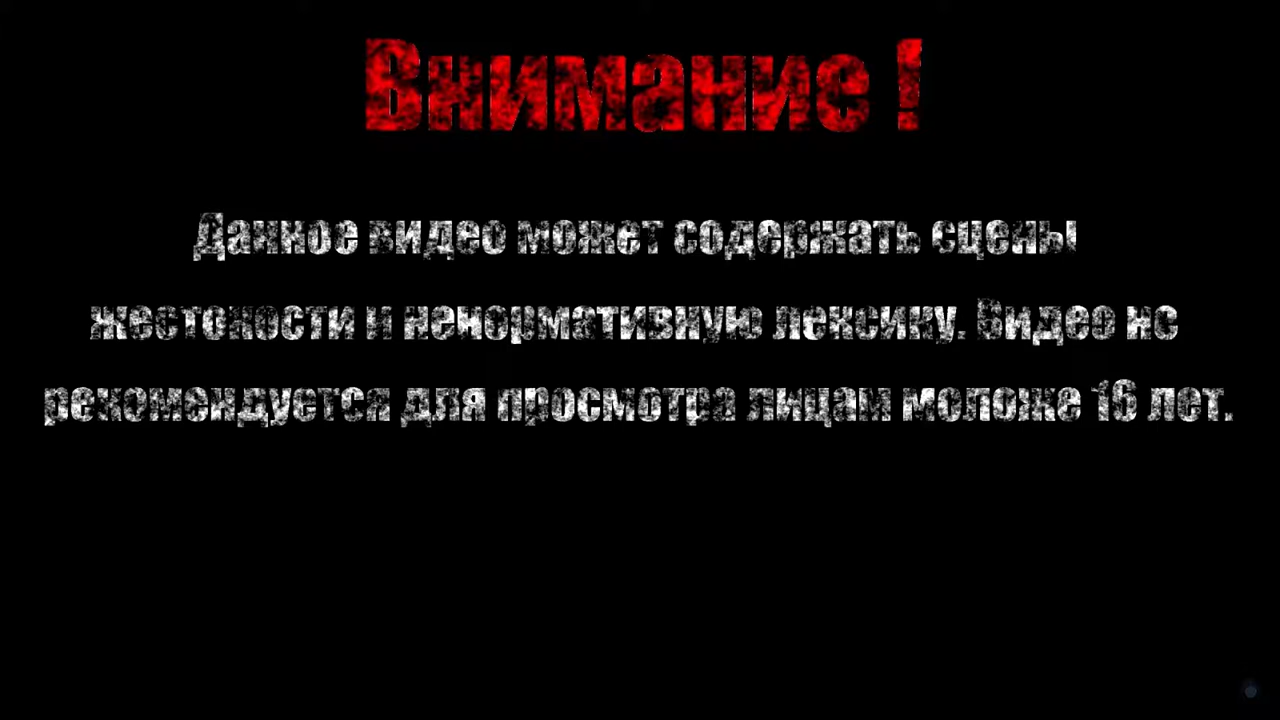 Внимание !
Данное видео может содержать сцены
жестокости и ненормативную лексику. Видео не
рекомендуется для просмотра лицам моложе 16 лет.